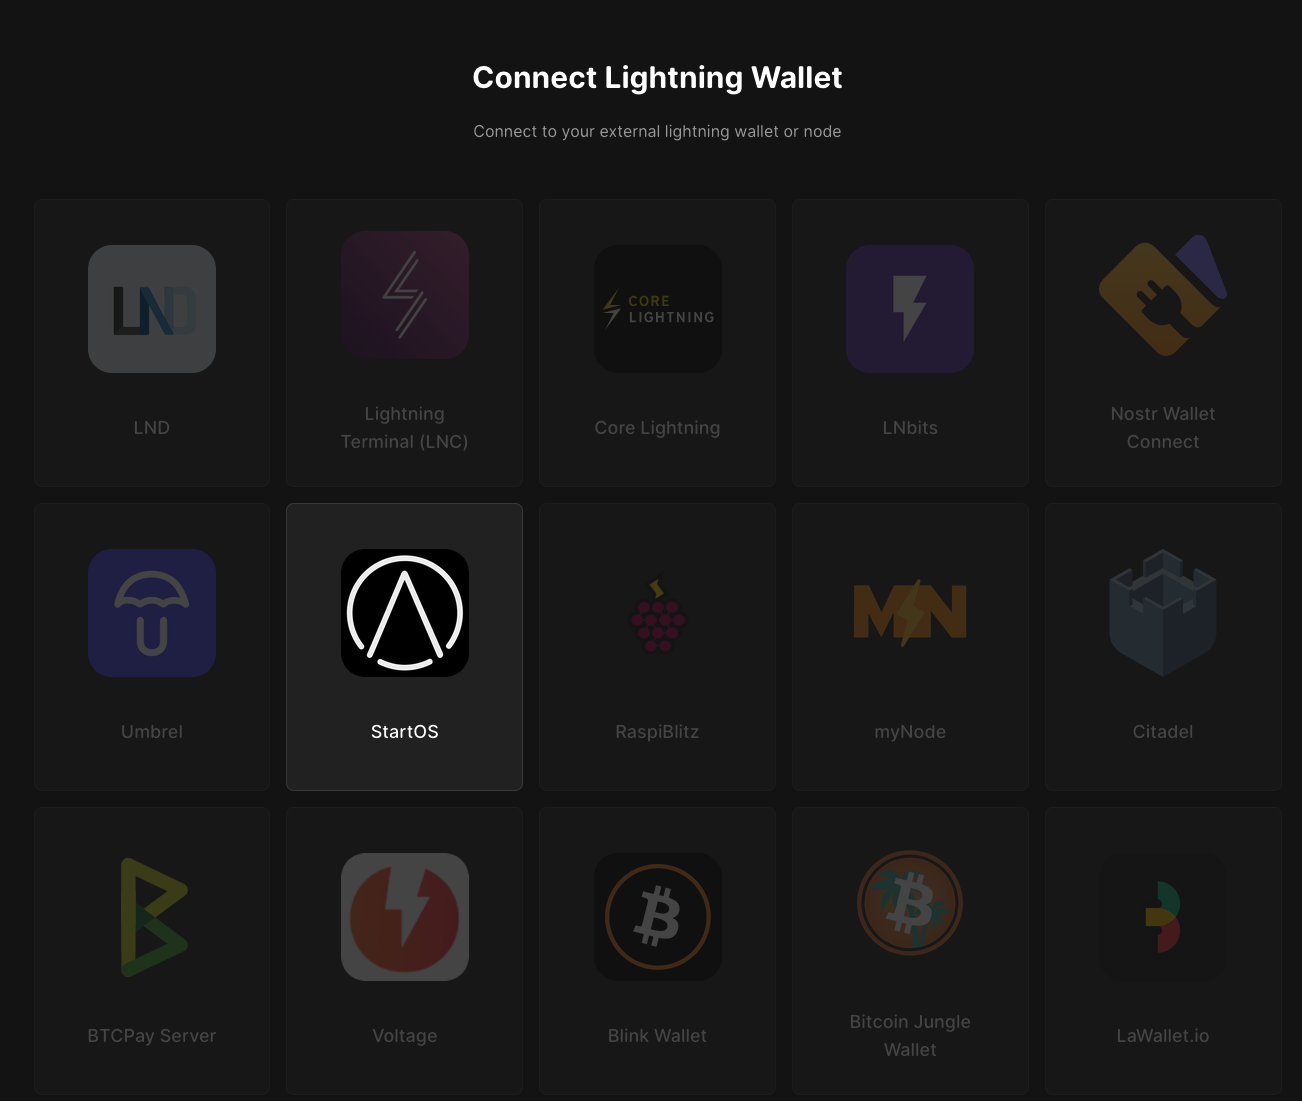 Connect Lightning Wallet
Connect to your external lightning wallet or node
LND
CORE
LIGHTNING
LND
Lightning
Terminal (LNC)
Core Lightning
LNbits
Nostr Wallet
Connect
MN
Umbrel
StartOS
RaspiBlitz
myNode
Citadel
BTCPay Server
Voltage
Blink Wallet
Bitcoin Jungle
Wallet
LaWallet.io